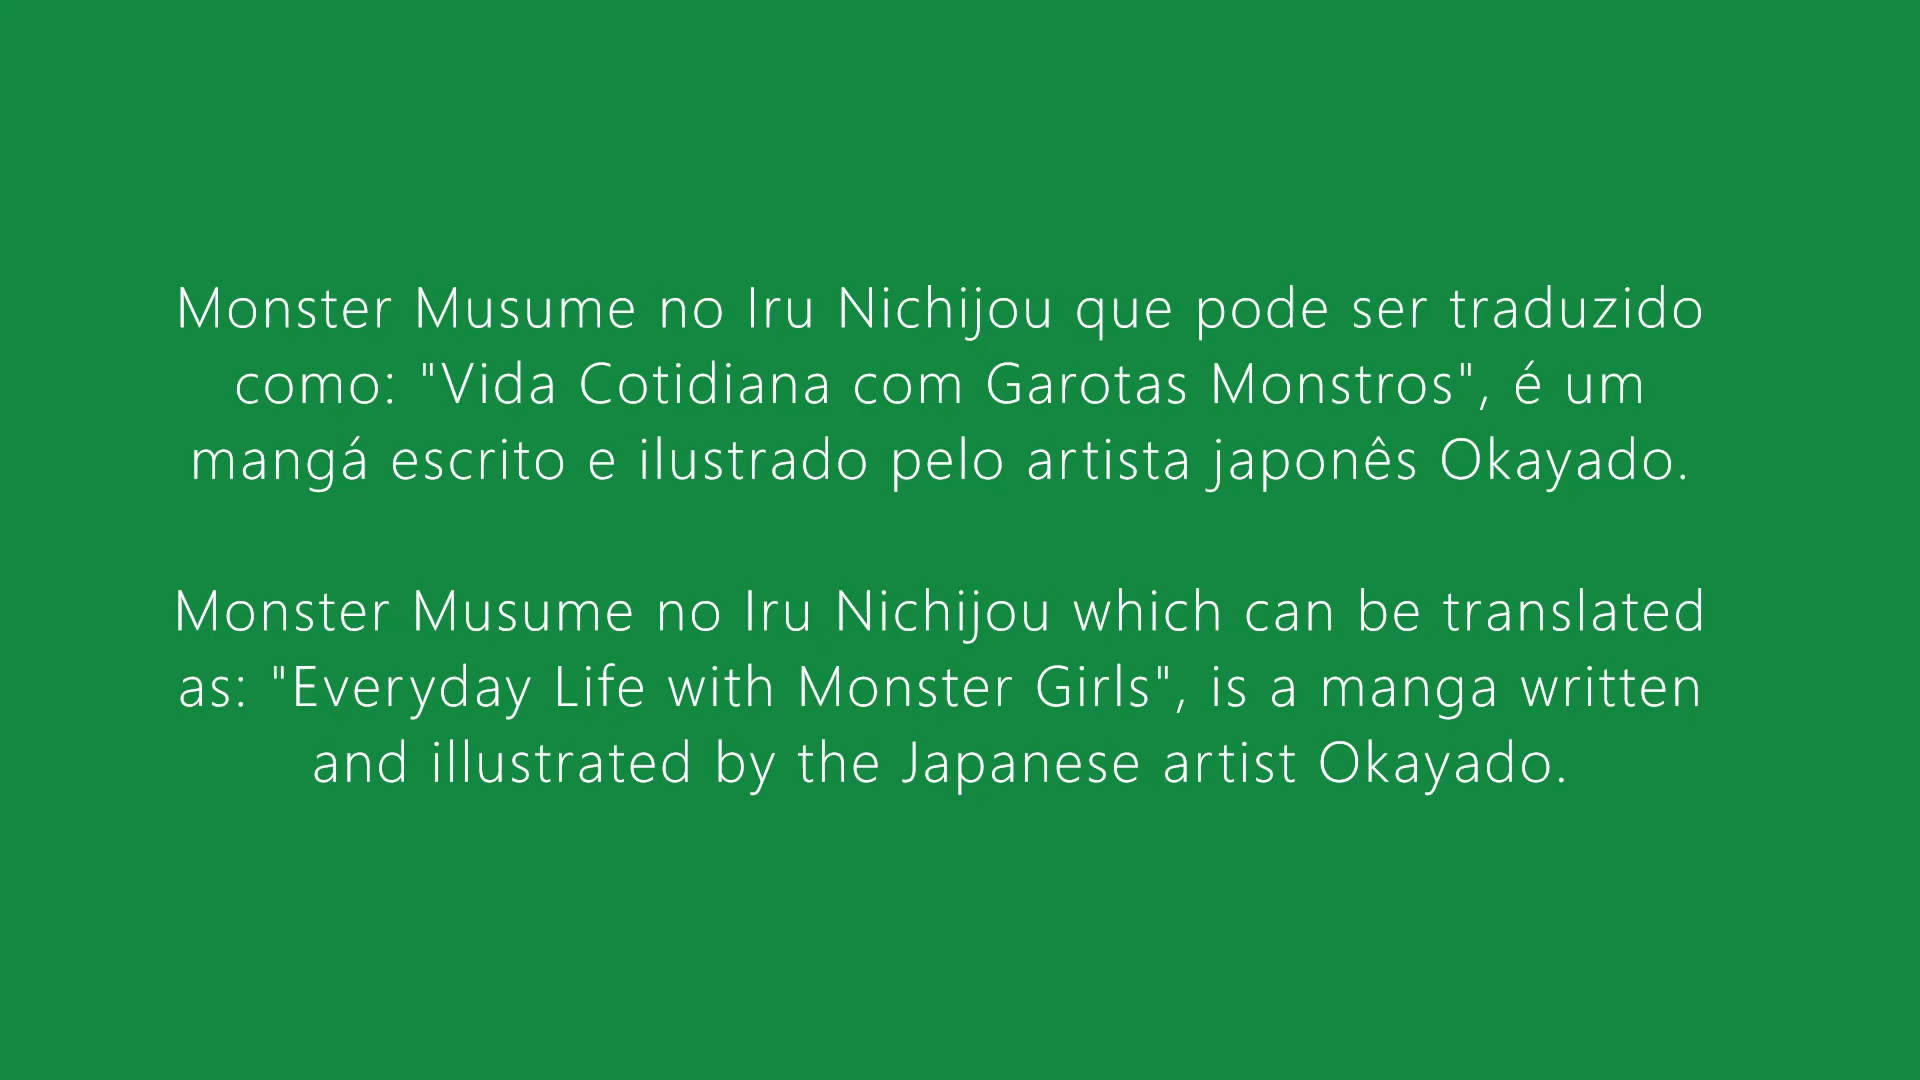 Monster Musume no Iru Nichijou que pode ser traduzido
como: "Vida Cotidiana com Garotas Monstros", é um
mangá escrito e ilustrado pelo artista japonês Okayado.
Monster Musume no Iru Nichijou which can be translated
as: "Everyday Life with Monster Girls", is a manga written
and illustrated by the Japanese artist Okayado.